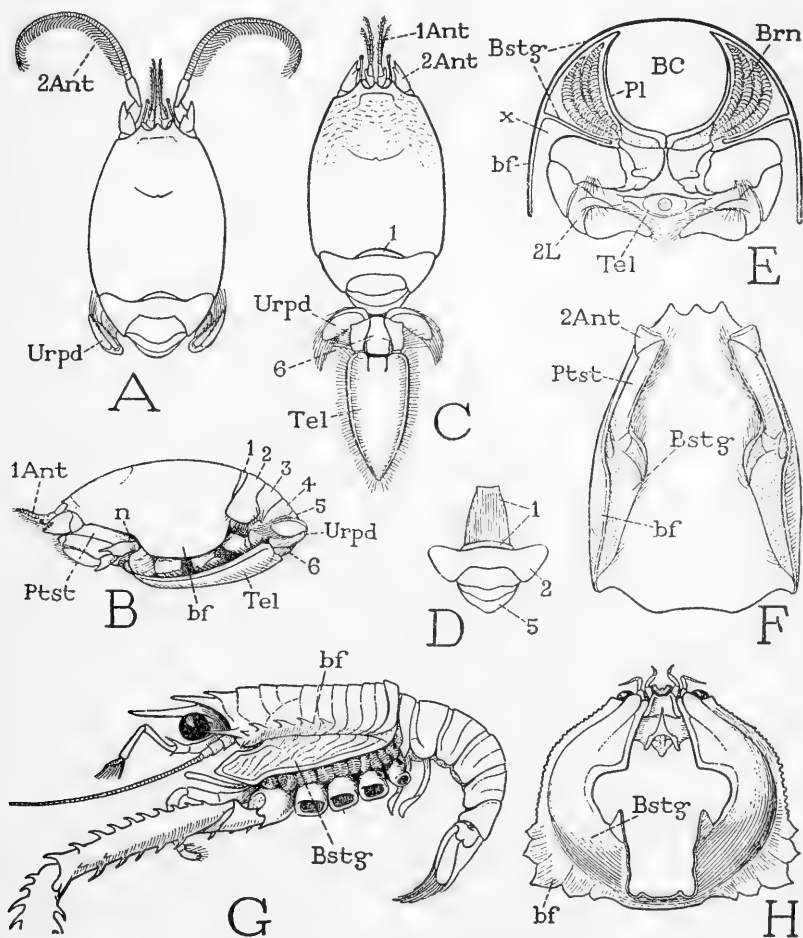 2Ant
Urpd
A
1Ant
2Ant
1
Urpd
6
Tel
C
Bstg
Brn
BC
Pl
x
bf
2L
Tel
E
1Ant
n
1
2
3
4
5
Urpd
6
Ptst
Tel
bf
B
1
2
5
D
2Ant
Ptst
Bstg
bf
F
bf
Bstg
G
Bstg
bf
H